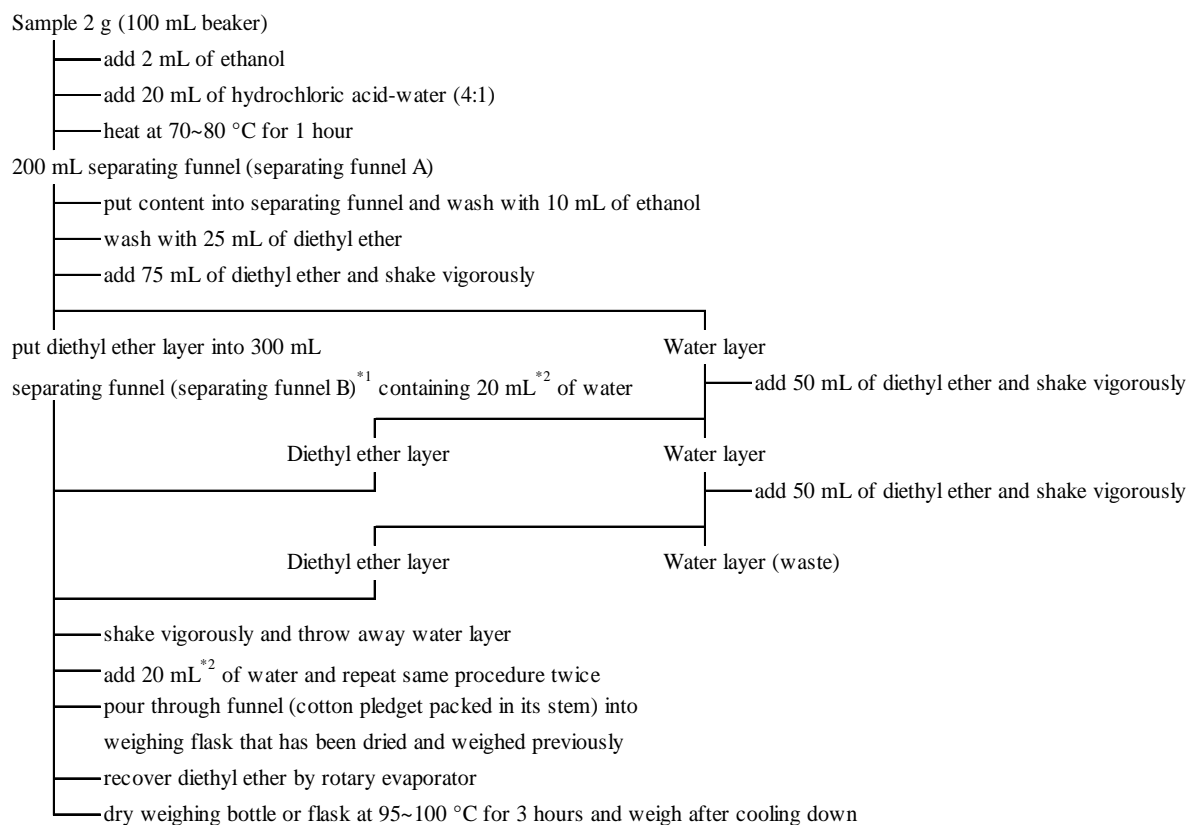 Sample 2 g (100 mL beaker)
add 2 mL of ethanol
add 20 mL of hydrochloric acid-water (4:1)
heat at 70~80 °C for 1 hour
200 mL separating funnel (separating funnel A)
put content into separating funnel and wash with 10 mL of ethanol
wash with 25 mL of diethyl ether
add 75 mL of diethyl ether and shake vigorously
put diethyl ether layer into 300 mL
Water layer
separating funnel (separating funnel B)*1 containing 20 mL*2 of water
add 50 mL of diethyl ether and shake vigorously
Diethyl ether layer
Water layer
add 50 mL of diethyl ether and shake vigorously
Diethyl ether layer
Water layer (waste)
shake vigorously and throw away water layer
add 20 mL*2 of water and repeat same procedure twice
pour through funnel (cotton pledget packed in its stem) into
weighing flask that has been dried and weighed previously
recover diethyl ether by rotary evaporator
dry weighing bottle or flask at 95~100 °C for 3 hours and weigh after cooling down